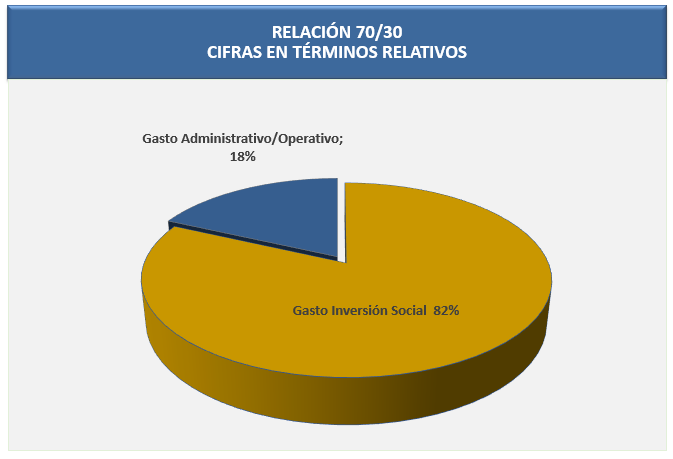 RELACIÓN 70/30
CIFRAS EN TÉRMINOS RELATIVOS
Gasto Administrativo/Operativo;
18%
Gasto Inversión Social 82%